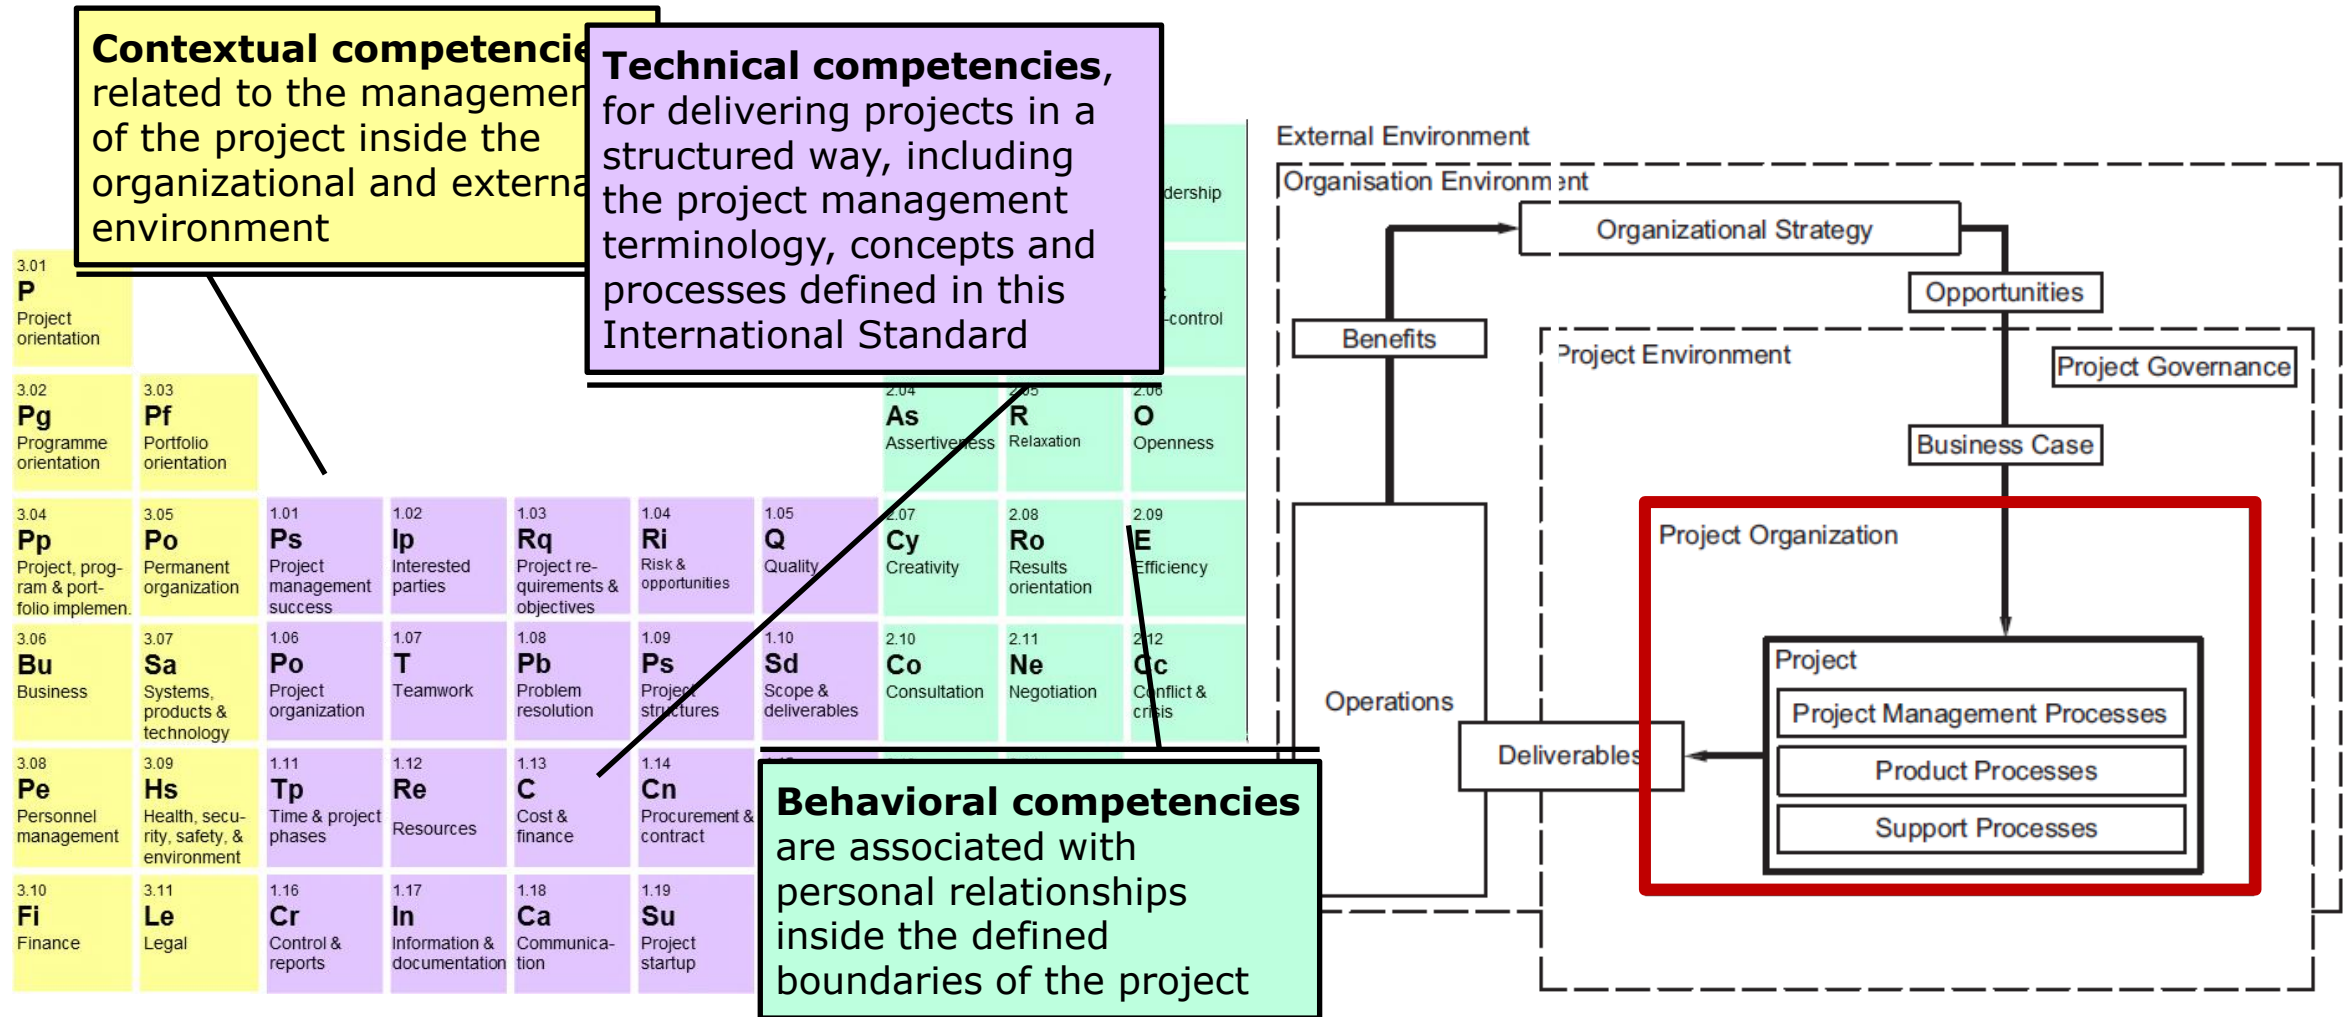 Contextual competencie
related to the managemen
of the project inside the
organizational and externa
environment
Technical competencies,
for delivering projects in a
structured way, including
the project management
terminology, concepts and
processes defined in this
International Standard
dership
-control
3.01
P
Project
orientation
3.02
Pg
Programme
orientation
3.03
Pf
Portfolio
orientation
2.04
As
Assertiveness
2.05
R
Relaxation
2.06
O
Openness
3.04
Pp
Project, prog-
ram & port-
folio implemen.
3.05
Po
Permanent
organization
1.01
Ps
Project
management
success
1.02
Ip
Interested
parties
1.03
Rq
Project re-
quirements &
objectives
1.04
Ri
Risk &
opportunities
1.05
Q
Quality
2.07
Cy
Creativity
2.08
Ro
Results
orientation
2.09
E
Efficiency
3.06
Bu
Business
3.07
Sa
Systems,
products &
technology
1.06
Po
Project
organization
1.07
T
Teamwork
1.08
Pb
Problem
resolution
1.09
Ps
Project
structures
1.10
Sd
Scope &
deliverables
2.10
Co
Consultation
2.11
Ne
Negotiation
2.12
Cc
Conflict &
crisis
3.08
Pe
Personnel
management
3.09
Hs
Health, secu-
rity, safety, &
environment
1.11
Tp
Time & project
phases
1.12
Re
Resources
1.13
C
Cost &
finance
1.14
Cn
Procurement &
contract
3.10
Fi
Finance
3.11
Le
Legal
1.16
Cr
Control &
reports
1.17
In
Information &
documentation
1.18
Ca
Communica-
tion
1.19
Su
Project
startup
Behavioral competencies
are associated with
personal relationships
inside the defined
boundaries of the project
External Environment
Organisation Environment
Organizational Strategy
Opportunities
Benefits
Project Environment
Project Governance
Business Case
Project Organization
Project
Operations
Project Management Processes
Deliverables
Product Processes
Support Processes